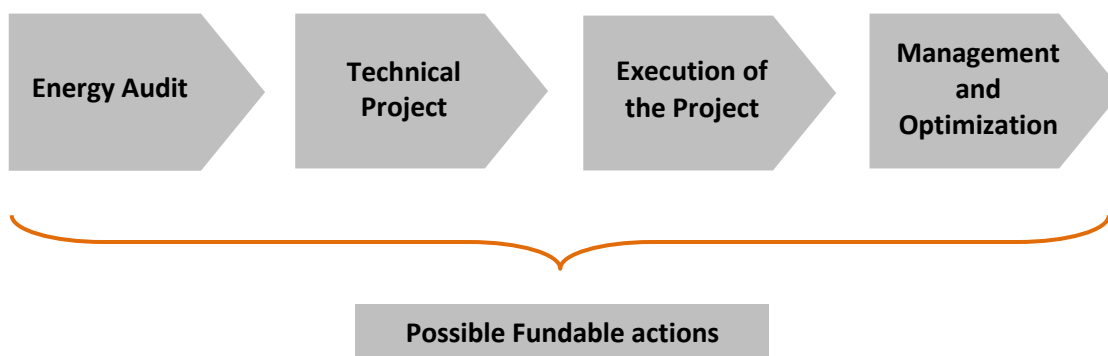 Energy Audit
Technical
Project
Execution of
the Project
Management
and
Optimization
Possible Fundable actions